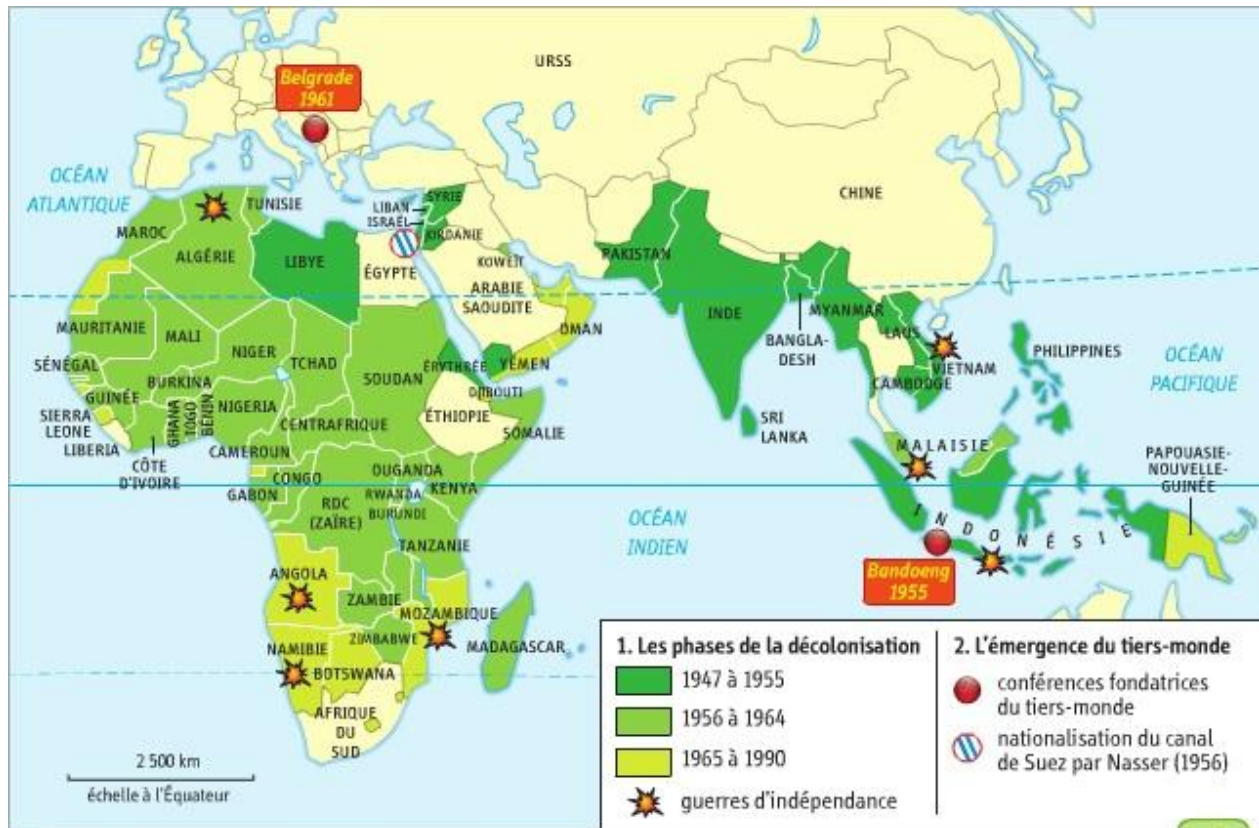 Belgrade
1961
URSS
OCÉAN
ATLANTIQUE
CHINE
MAROC
TUNISIE
ALGÉRIE
LIBYE
ÉGYPTE
LIBAN
SYRIE
ISRAËL
JORDANIE
KOWEÏT
ARABIE
SAOUDITE
OMAN
YÉMEN
PAKISTAN
INDE
BANGLA-
DESH
MYANMAR
LAOS
VIETNAM
CAMBODGE
PHILIPPINES
OCÉAN
PACIFIQUE
MAURITANIE
MALI
NIGER
TCHAD
SOUDAN
ÉRYTHRÉE
DJIBOUTI
SÉNÉGAL
BURKINA
GUINÉE
NIGERIA
ÉTHIOPIE
SOMALIE
SRI
LANKA
SIERRA
LEONE
LIBERIA
CÔTE
D'IVOIRE
GHANA
TOGO
BÉNIN
CENTRAFRIQUE
CAMEROUN
GABON
CONGO
OUGANDA
KENYA
RDC
(ZAÏRE)
RWANDA
BURUNDI
TANZANIE
MALAISIE
INDONÉSIE
PAPOUASIE-
NOUVELLE-
GUINÉE
OCÉAN
INDIEN
Bandoeng
1955
ANGOLA
ZAMBIE
MOZAMBIQUE
ZIMBABWE
MADAGASCAR
NAMIBIE
BOTSWANA
AFRIQUE
DU
SUD
2 500 km
échelle à l'Équateur
1. Les phases de la décolonisation
1947 à 1955
1956 à 1964
1965 à 1990
guerres d'indépendance
2. L'émergence du tiers-monde
conférences fondatrices
du tiers-monde
nationalisation du canal
de Suez par Nasser (1956)